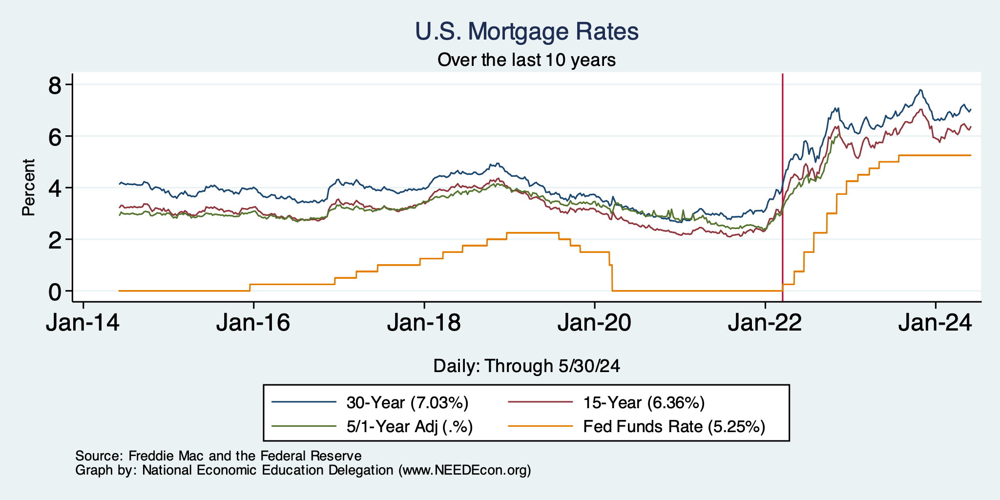 U.S. Mortgage Rates
Over the last 10 years
Percent
8
6
4
2
0
Jan-14 Jan-16 Jan-18 Jan-20 Jan-22 Jan-24
Daily: Through 5/30/24
30-Year (7.03%) 15-Year (6.36%)
5/1-Year Adj (.%) Fed Funds Rate (5.25%)
Source: Freddie Mac and the Federal Reserve
Graph by: National Economic Education Delegation (www.NEEDEcon.org)